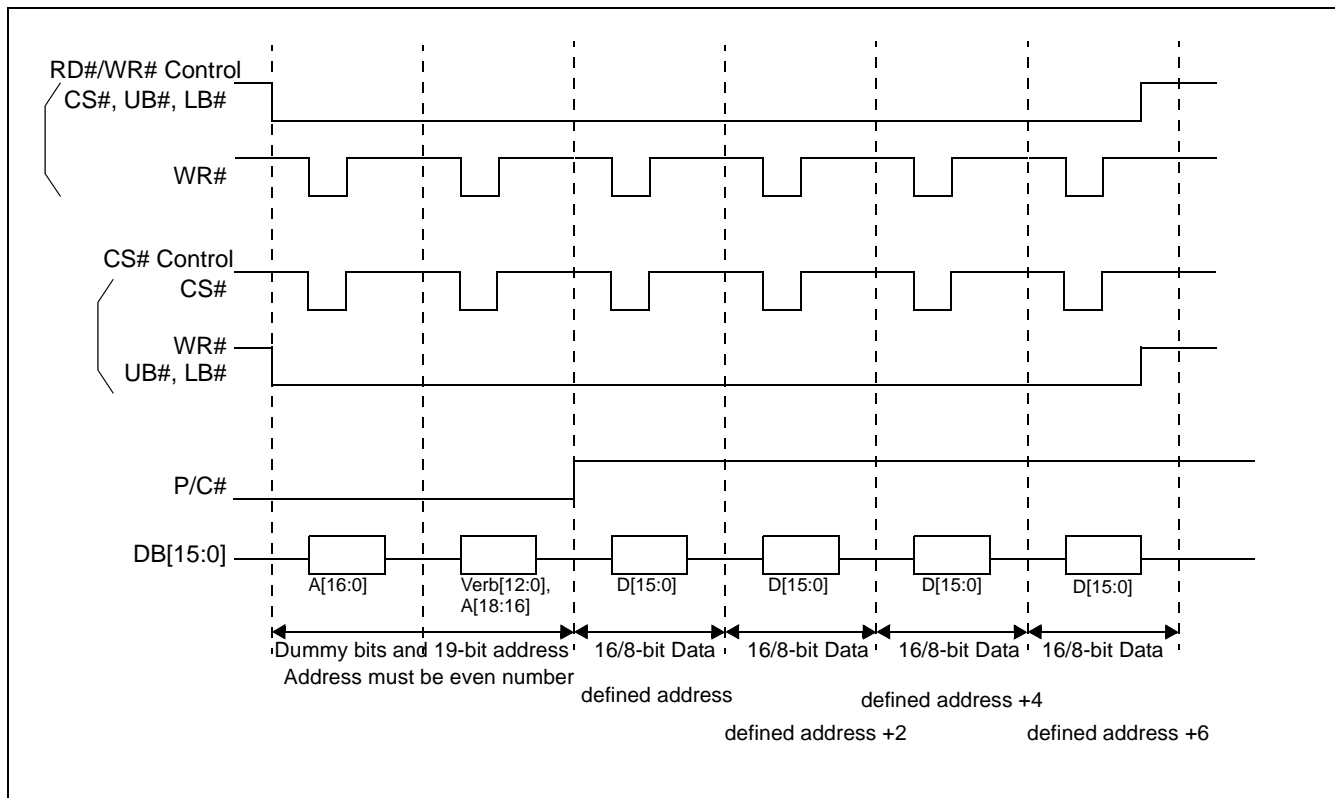 RD#/WR# Control
CS#, UB#, LB#
WR#
CS# Control
CS#
WR#
UB#, LB#
P/C#
DB[15:0]
A[16:0]
Verb[12:0],
A[18:16]
D[15:0]
D[15:0]
D[15:0]
D[15:0]
Dummy bits and 19-bit address
Address must be even number
16/8-bit Data
16/8-bit Data
16/8-bit Data
16/8-bit Data
defined address
defined address +2
defined address +4
defined address +6